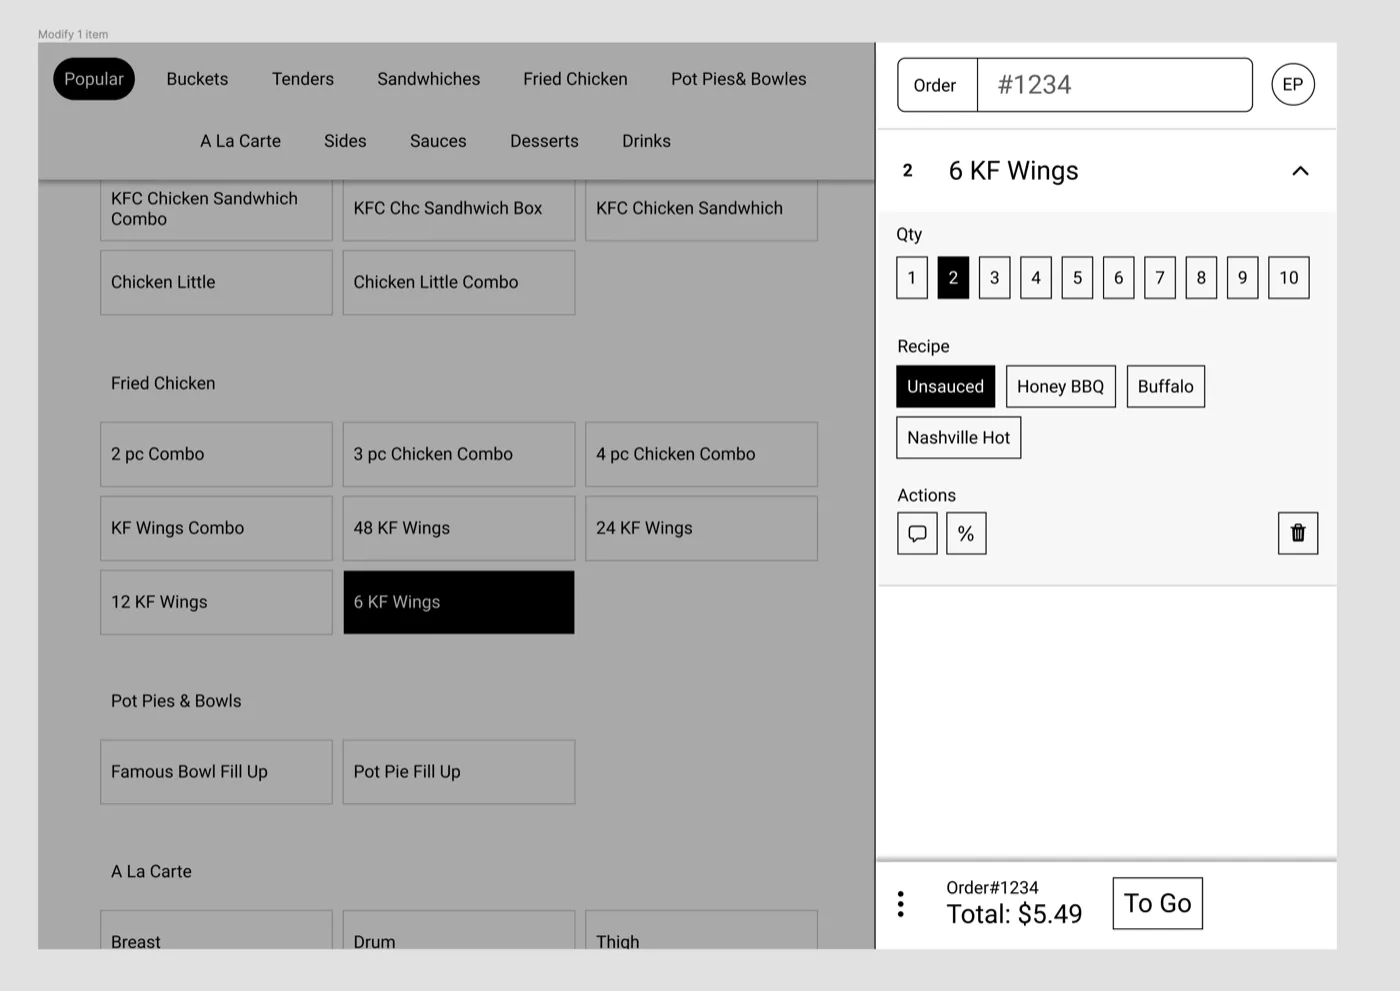 Modify 1 item
Popular
Buckets
Tenders
Sandwhiches
Fried Chicken
Pot Pies& Bowles
A La Carte
Sides
Sauces
Desserts
Drinks
KFC Chicken Sandwhich
Combo
KFC Chc Sandhwich Box
KFC Chicken Sandwhich
Chicken Little
Chicken Little Combo
Fried Chicken
2 pc Combo
3 pc Chicken Combo
4 pc Chicken Combo
KF Wings Combo
48 KF Wings
24 KF Wings
12 KF Wings
6 KF Wings
Pot Pies & Bowls
Famous Bowl Fill Up
Pot Pie Fill Up
A La Carte
Breast
Drum
Thigh
Order
#1234
EP
2
6 KF Wings
Qty
1
2
3
4
5
6
7
8
9
10
Recipe
Unsauced
Honey BBQ
Buffalo
Nashville Hot
Actions
%
Order#1234
Total: $5.49
To Go